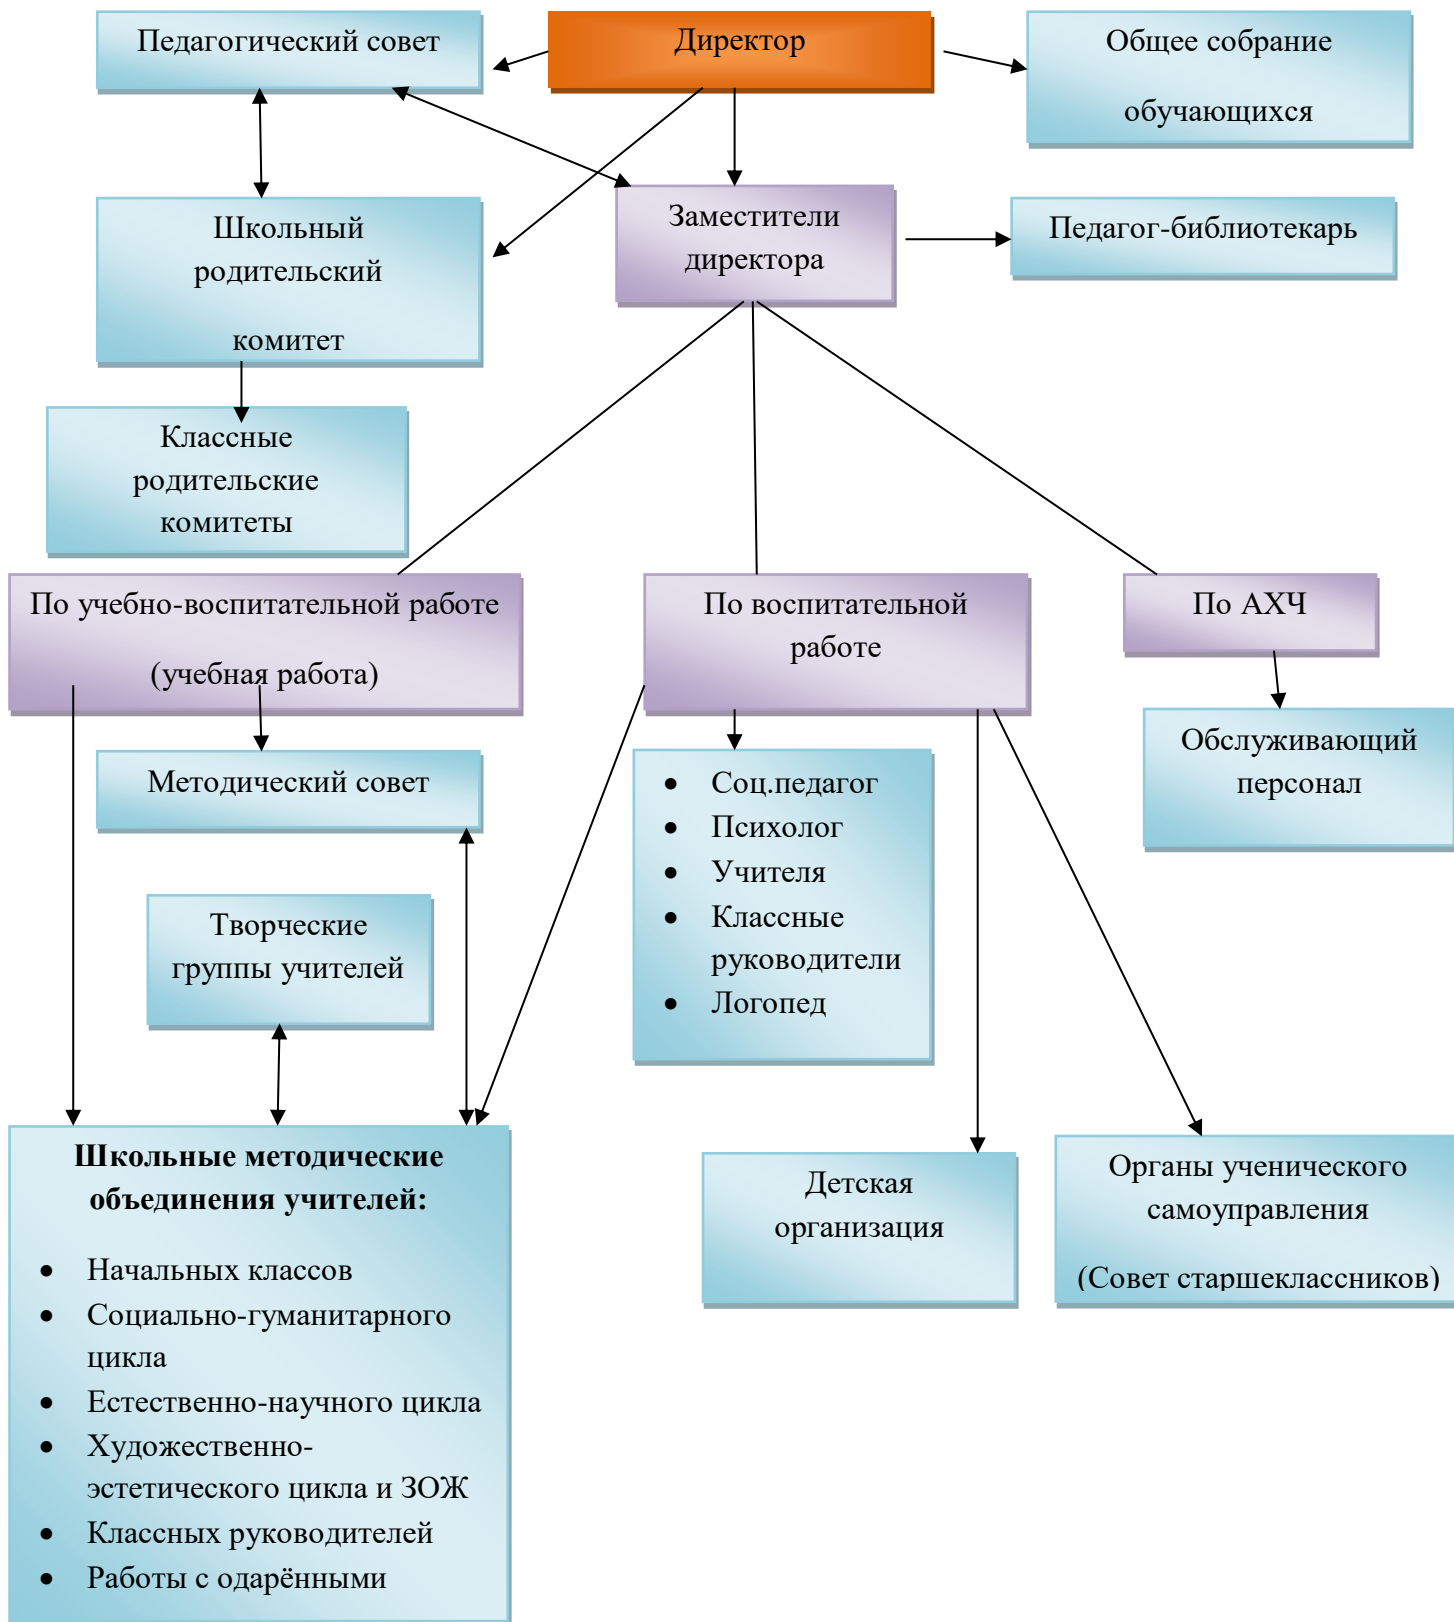 Педагогический совет
Директор
Общее собрание
обучающихся
Школьный
родительский
комитет
Заместители
директора
Педагог-библиотекарь
Классные
родительские
комитеты
По учебно-воспитательной работе
(учебная работа)
По воспитательной
работе
По АХЧ
Методический совет
• Соц.педагог
• Психолог
• Учителя
• Классные
руководители
• Логопед
Обслуживающий
персонал
Творческие
группы учителей
Школьные методические
объединения учителей:
• Начальных классов
• Социально-гуманитарного
цикла
• Естественно-научного цикла
• Художественно-
эстетического цикла и ЗОЖ
• Классных руководителей
• Работы с одарёнными
Детская
организация
Органы ученического
самоуправления
(Совет старшеклассников)